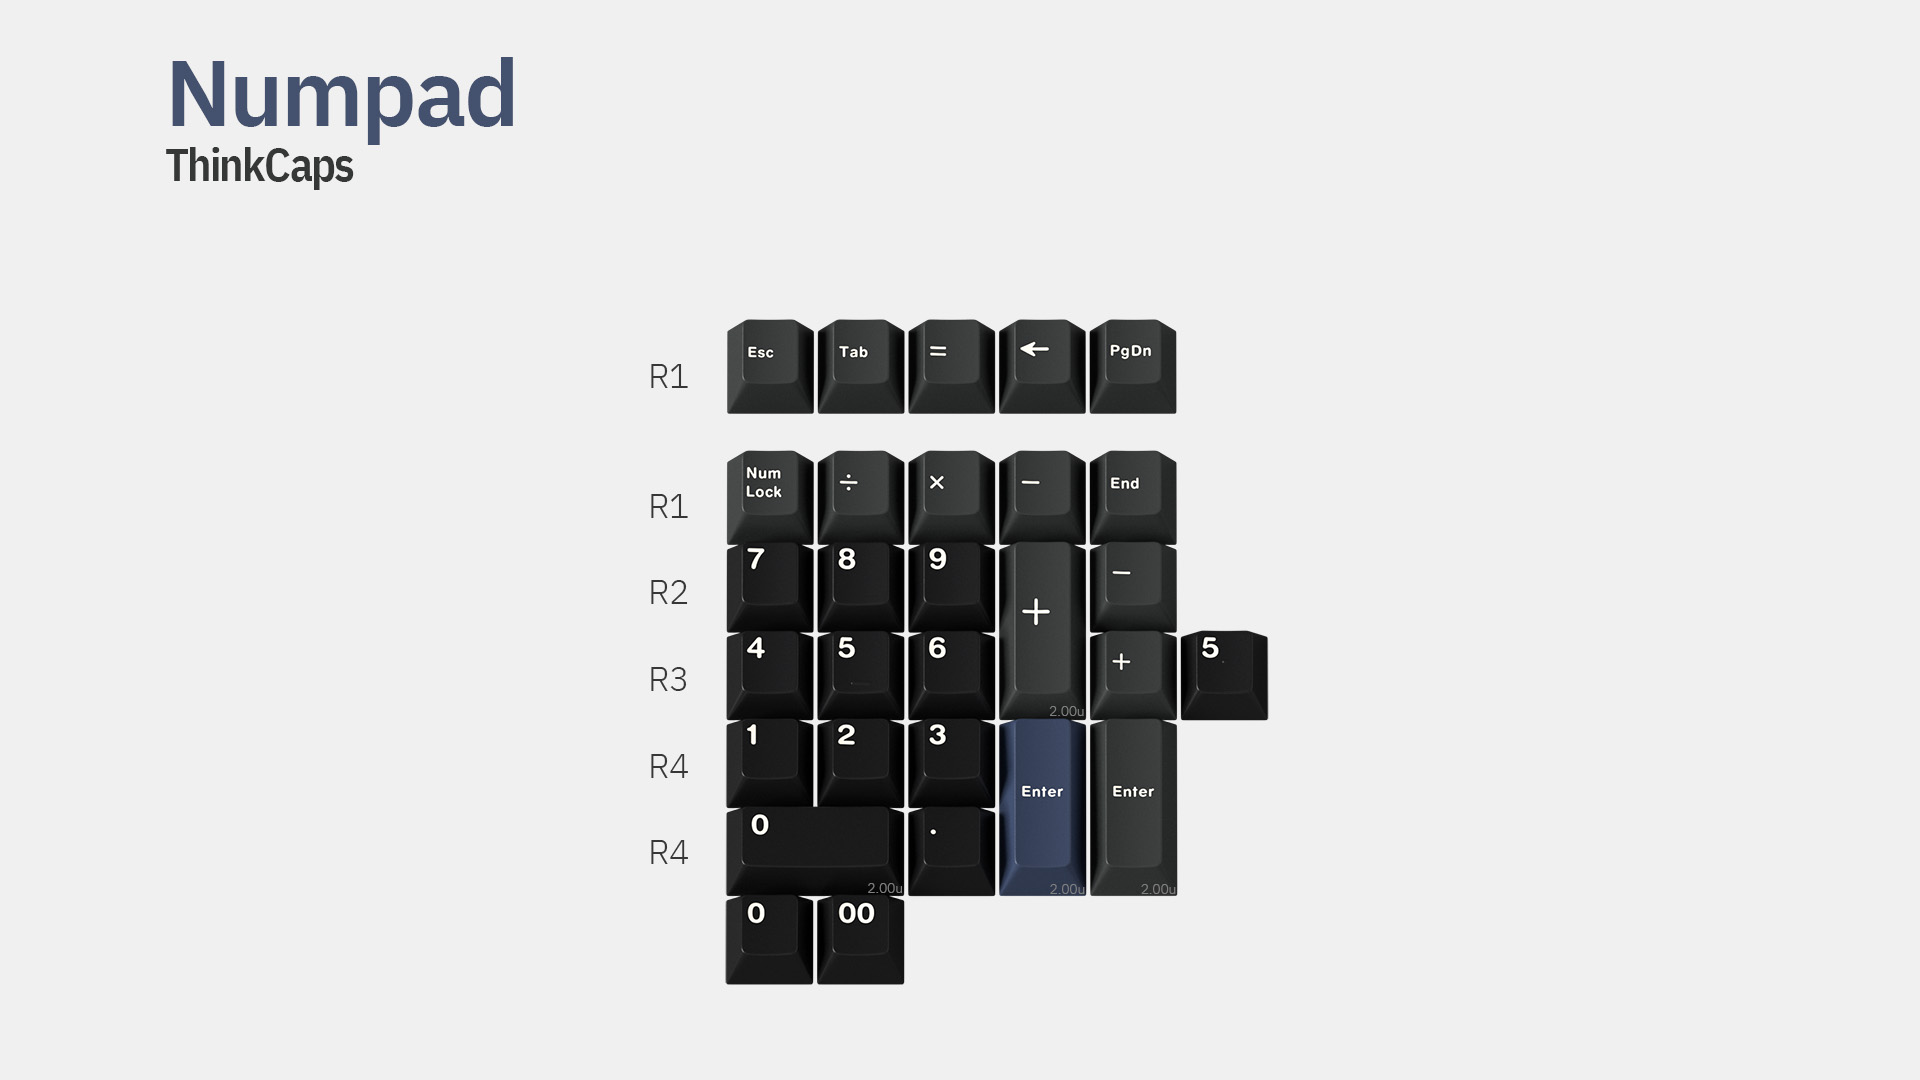 Numpad
ThinkCaps
R1 Esc Tab = ← PgDn
R1 Num Lock ÷ × − End
R2 7 8 9 + −
R3 4 5 6 2.00u + 5
R4 1 2 3 Enter Enter
R4 0 2.00u . 2.00u 2.00u
0 00